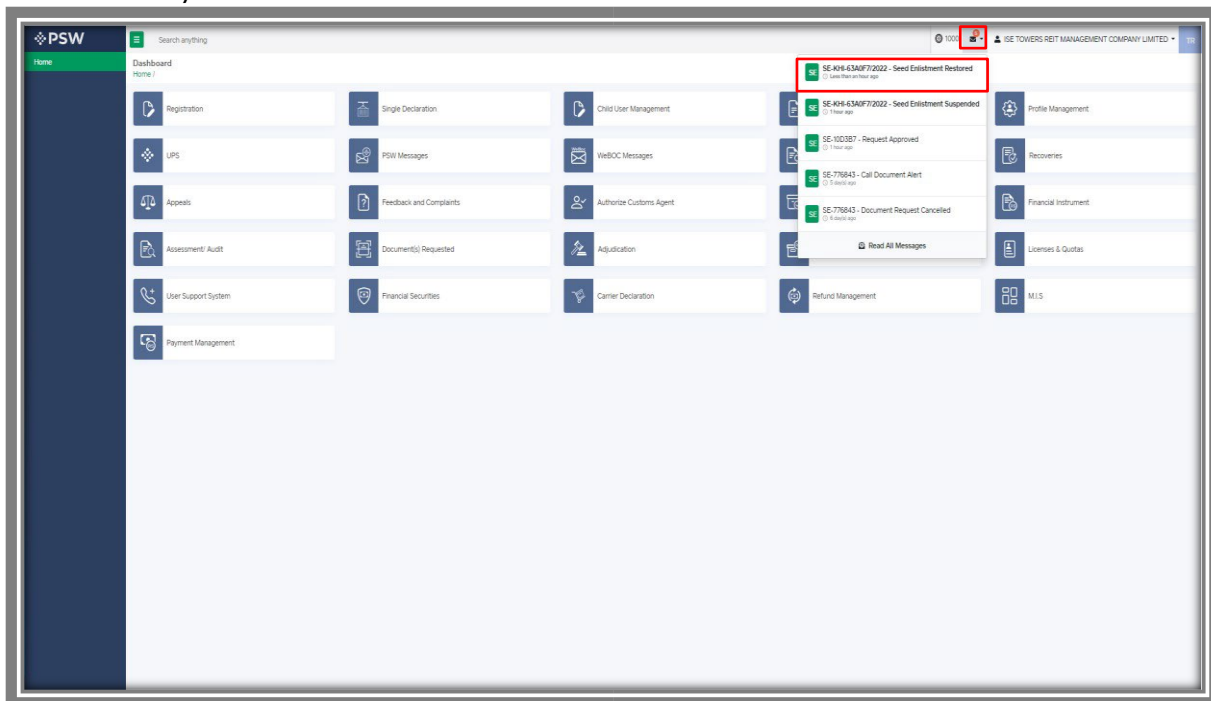 PSW
Search anything
1000
ISE TOWERS REIT MANAGEMENT COMPANY LIMITED
TR
Home
Dashboard
Home /
SE
SE-KHI-63A0F7/2022 - Seed Enlistment Restored
Less than an hour ago
SE
SE-KHI-63A0F7/2022 - Seed Enlistment Suspended
1 hour ago
SE
SE-10D3B7 - Request Approved
1 hour ago
SE
SE-776843 - Call Document Alert
5 day(s) ago
SE
SE-776843 - Document Request Cancelled
6 day(s) ago
Read All Messages
Registration
Single Declaration
Child User Management
Profile Management
UPS
PSW Messages
WeBOC Messages
Recoveries
Appeals
Feedback and Complaints
Authorize Customs Agent
Financial Instrument
Assessment/ Audit
Document(s) Requested
Adjudication
Licenses & Quotas
User Support System
Financial Securities
Carrier Declaration
Refund Management
M.I.S
Payment Management